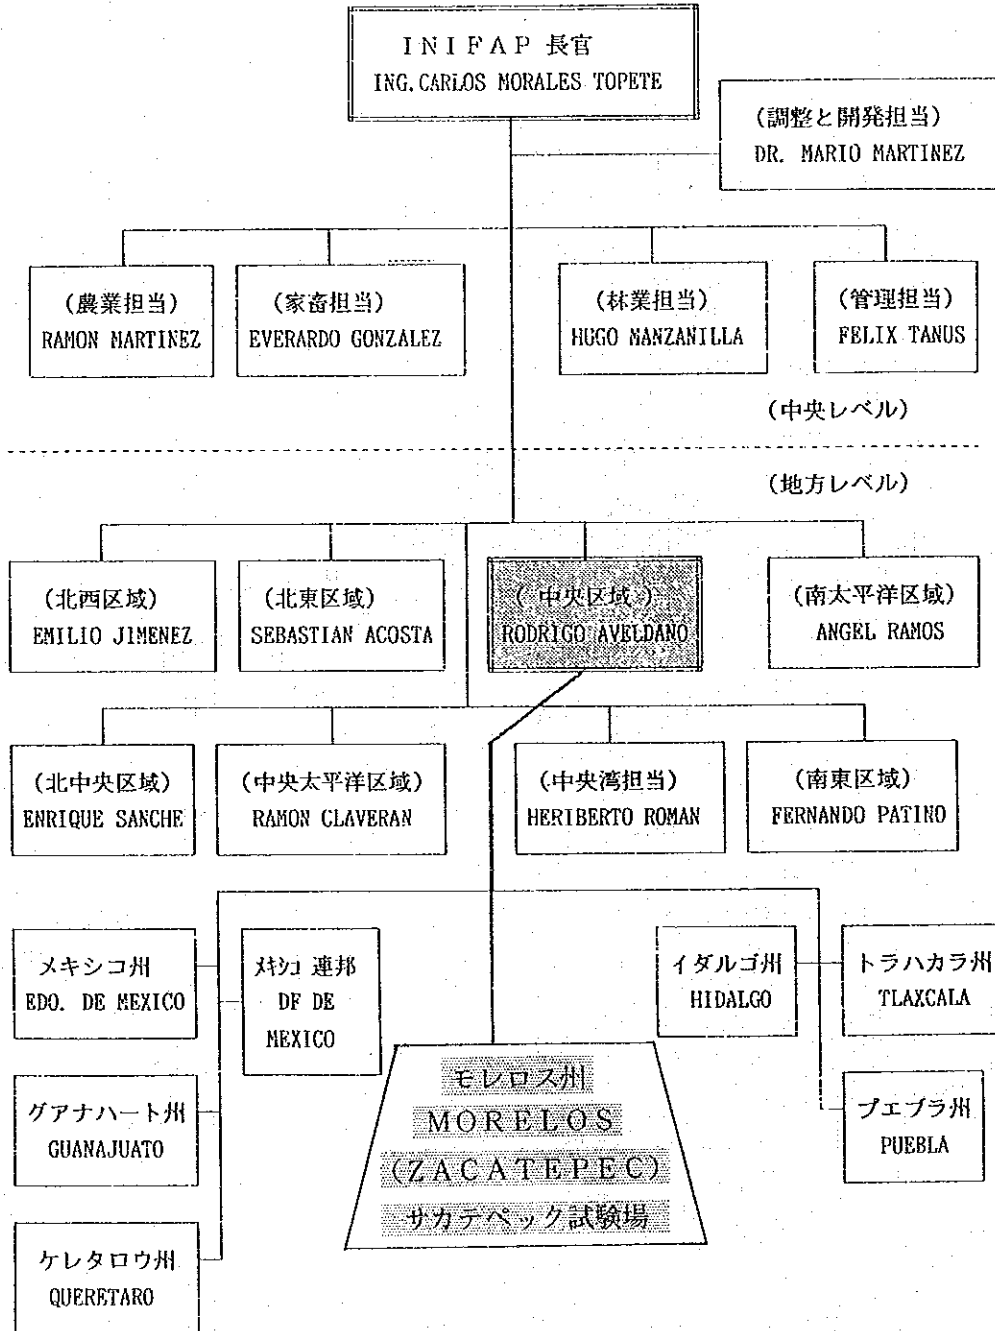 INIFAP 長官
ING. CARLOS MORALES TOPETE
(調整と開発担当)
DR. MARIO MARTINEZ
(農業担当)
RAMON MARTINEZ
(家畜担当)
EVERARDO GONZALEZ
(林業担当)
HUGO MANZANILLA
(管理担当)
FELIX TANUS
(中央レベル)
(地方レベル)
(北西区域)
EMILIO JIMENEZ
(北東区域)
SEBASTIAN ACOSTA
(中央区域)
RODRIGO AVELDANO
(南太平洋区域)
ANGEL RAMOS
(北中央区域)
ENRIQUE SANCHE
(中央太平洋区域)
RAMON CLAVERAN
(中央湾担当)
HERIBERTO ROMAN
(南東区域)
FERNANDO PATINO
メキシコ州
EDO. DE MEXICO
メキシコ 連邦
DF DE
MEXICO
イダルゴ州
HIDALGO
トラハカラ州
TLAXCALA
グアナハート州
GUANAJUATO
モレロス州
MORELOS
(ZACATEPEC)
サカテペック試験場
プエブラ州
PUEBLA
ケレタロウ州
QUERETARO